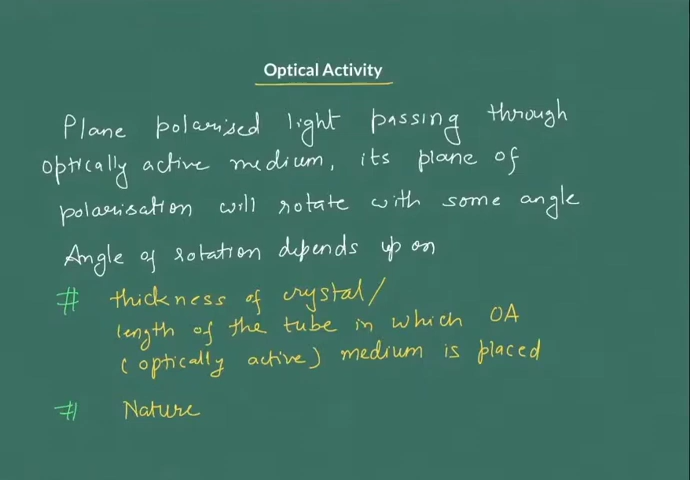 Optical Activity
Plane polarised light passing through
optically active medium, its plane of
polarisation will rotate with some angle
Angle of rotation depends up on
# thickness of crystal/
length of the tube in which OA
(optically active) medium is placed
# Nature